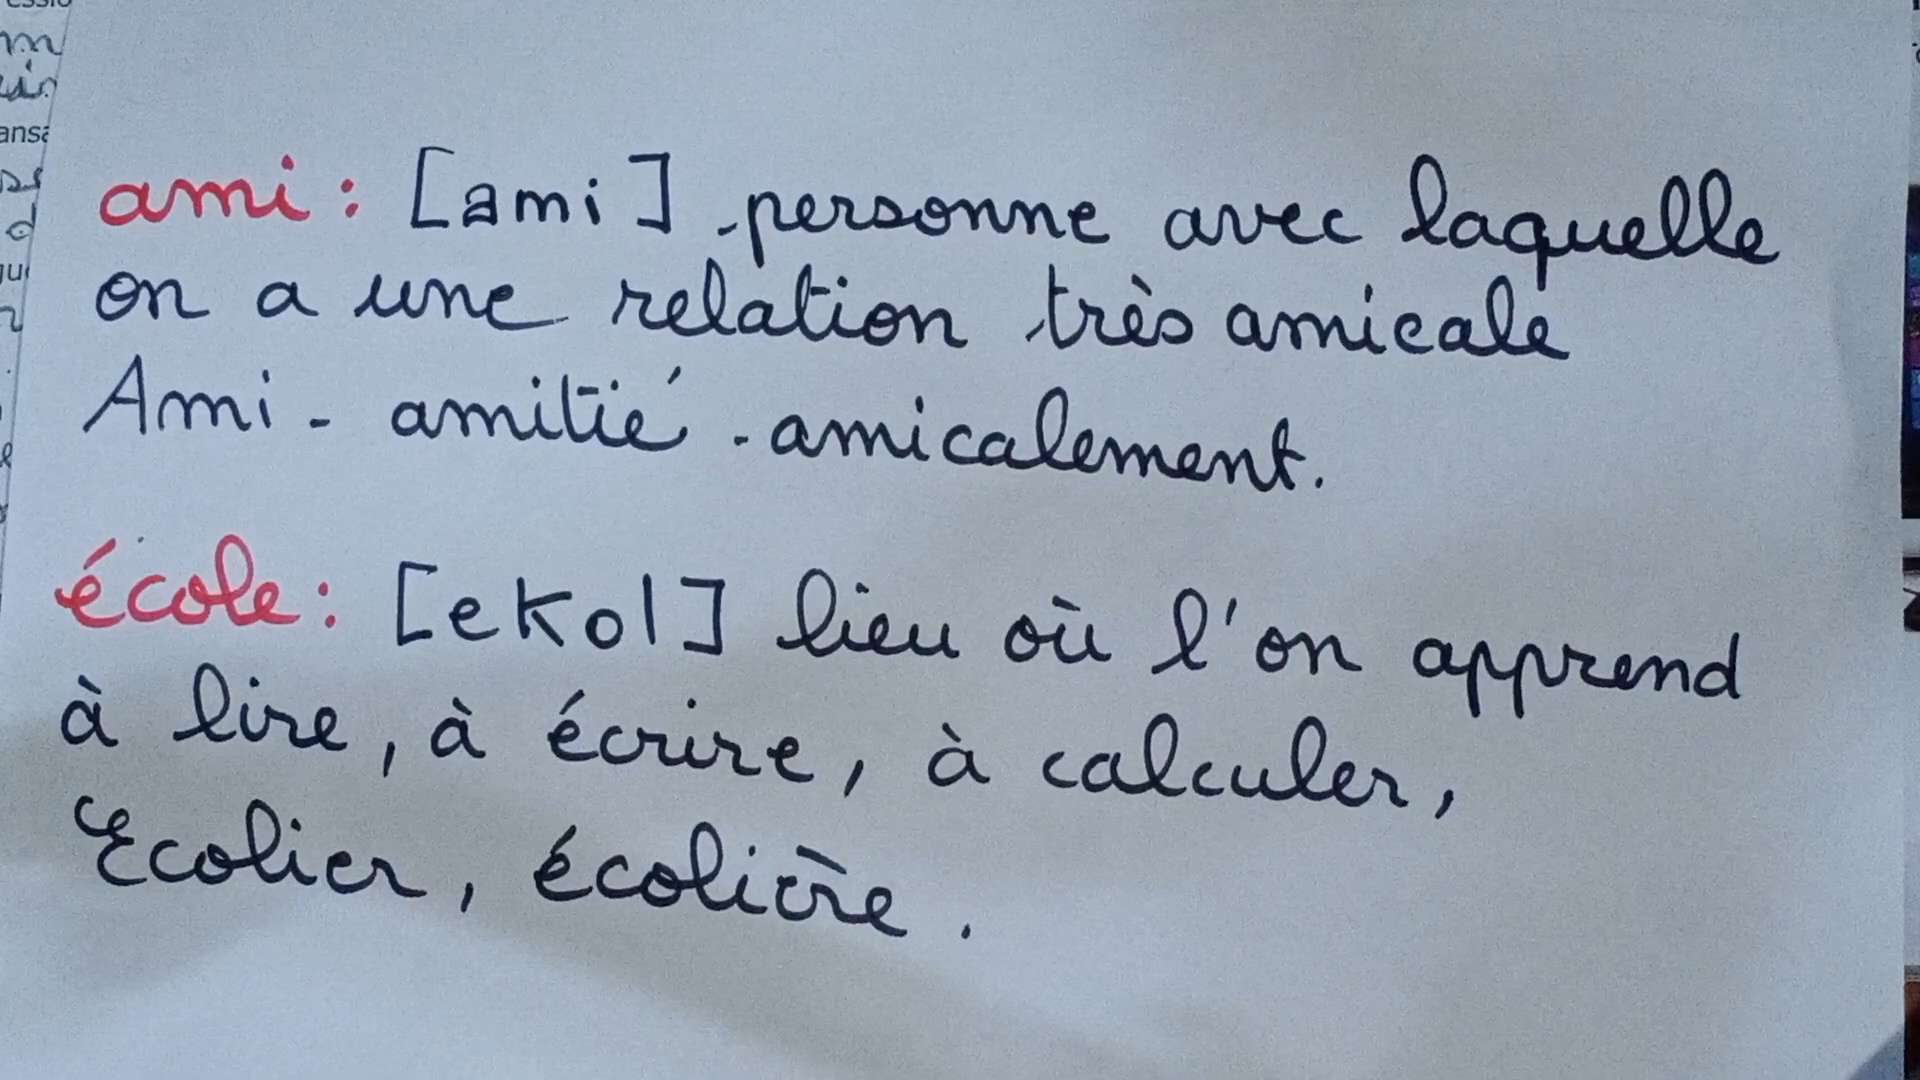 ami : [ami] - personne avec laquelle
on a une relation très amicale
Ami - amitié - amicalement.
école : [ekol] lieu où l'on apprend
à lire, à écrire, à calculer,
Ecolier, écolière.